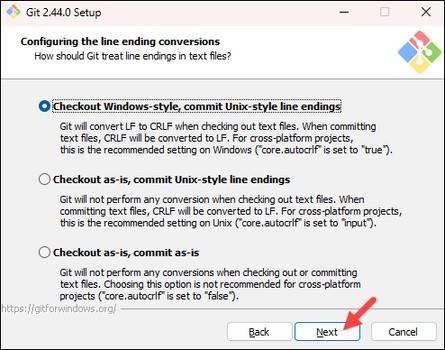 Git 2.44.0 Setup
Configuring the line ending conversions
How should Git treat line endings in text files?
Checkout Windows-style, commit Unix-style line endings
Git will convert LF to CRLF when checking out text files. When committing
text files, CRLF will be converted to LF. For cross-platform projects,
this is the recommended setting on Windows ("core.autocrlf" is set to "true").
Checkout as-is, commit Unix-style line endings
Git will not perform any conversion when checking out text files. When
committing text files, CRLF will be converted to LF. For cross-platform projects,
this is the recommended setting on Unix ("core.autocrlf" is set to "input").
Checkout as-is, commit as-is
Git will not perform any conversions when checking out or committing
text files. Choosing this option is not recommended for cross-platform
projects ("core.autocrlf" is set to "false").
https://gitforwindows.org/
Back
Next
Cancel